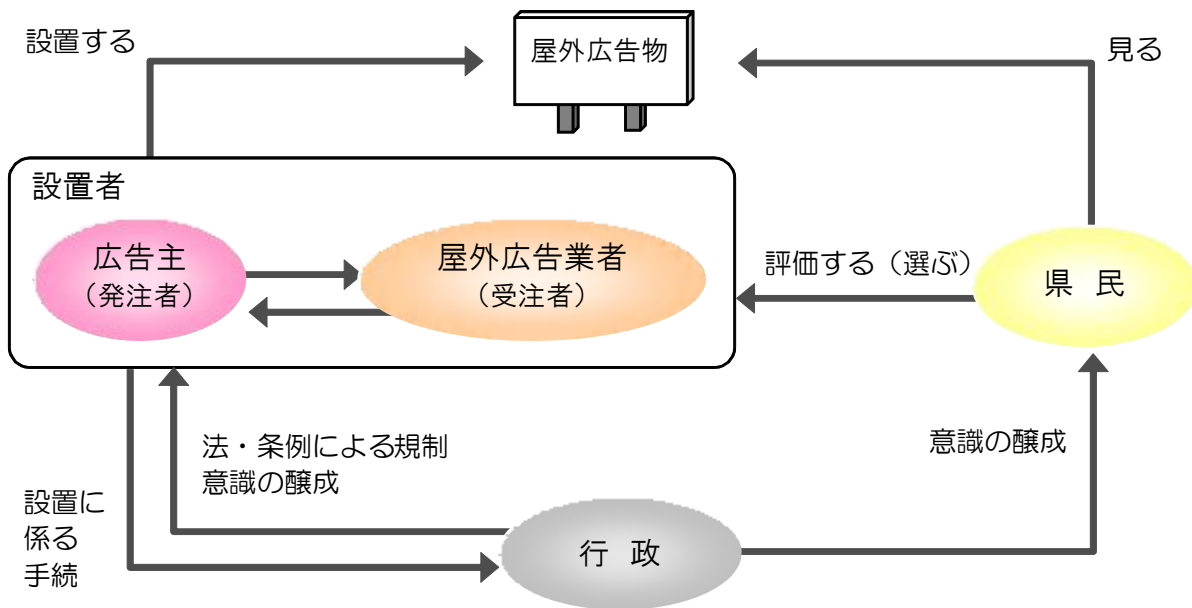 設置する
屋外広告物
見る
設置者
広告主
（発注者）
屋外広告業者
（受注者）
評価する（選ぶ）
県 民
法・条例による規制
意識の醸成
意識の醸成
設置に
係る
手続
行 政